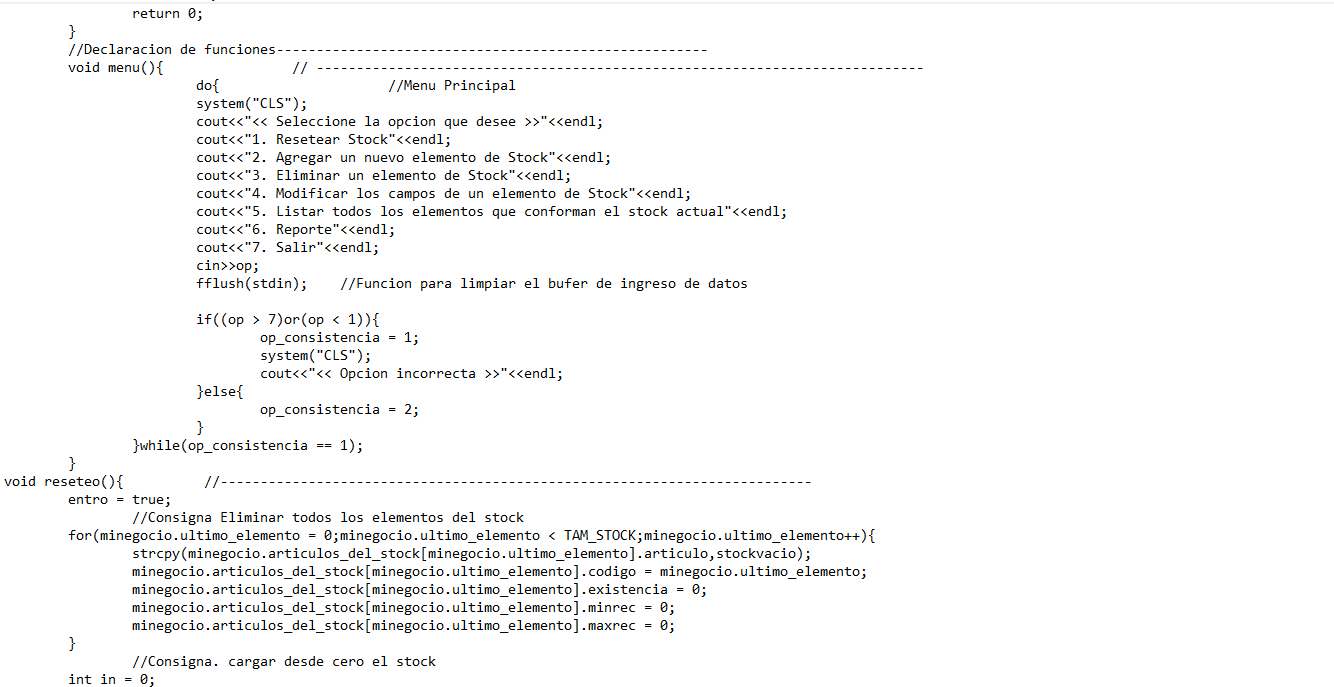 return 0;
}
//Declaracion de funciones------------------------------------------------------
void menu(){ // ----------------------------------------------------------------------------
do{ //Menu Principal
system("CLS");
cout<<"<< Seleccione la opcion que desee >>"<<endl;
cout<<"1. Resetear Stock"<<endl;
cout<<"2. Agregar un nuevo elemento de Stock"<<endl;
cout<<"3. Eliminar un elemento de Stock"<<endl;
cout<<"4. Modificar los campos de un elemento de Stock"<<endl;
cout<<"5. Listar todos los elementos que conforman el stock actual"<<endl;
cout<<"6. Reporte"<<endl;
cout<<"7. Salir"<<endl;
cin>>op;
fflush(stdin); //Funcion para limpiar el bufer de ingreso de datos
if((op > 7)or(op < 1)){
op_consistencia = 1;
system("CLS");
cout<<"<< Opcion incorrecta >>"<<endl;
}else{
op_consistencia = 2;
}
}while(op_consistencia == 1);
}
void reseteo(){ //--------------------------------------------------------------------------
entro = true;
//Consigna Eliminar todos los elementos del stock
for(minegocio.ultimo_elemento = 0;minegocio.ultimo_elemento < TAM_STOCK;minegocio.ultimo_elemento++){
strcpy(minegocio.articulos_del_stock[minegocio.ultimo_elemento].articulo,stockvacio);
minegocio.articulos_del_stock[minegocio.ultimo_elemento].codigo = minegocio.ultimo_elemento;
minegocio.articulos_del_stock[minegocio.ultimo_elemento].existencia = 0;
minegocio.articulos_del_stock[minegocio.ultimo_elemento].minrec = 0;
minegocio.articulos_del_stock[minegocio.ultimo_elemento].maxrec = 0;
}
//Consigna. cargar desde cero el stock
int in = 0;